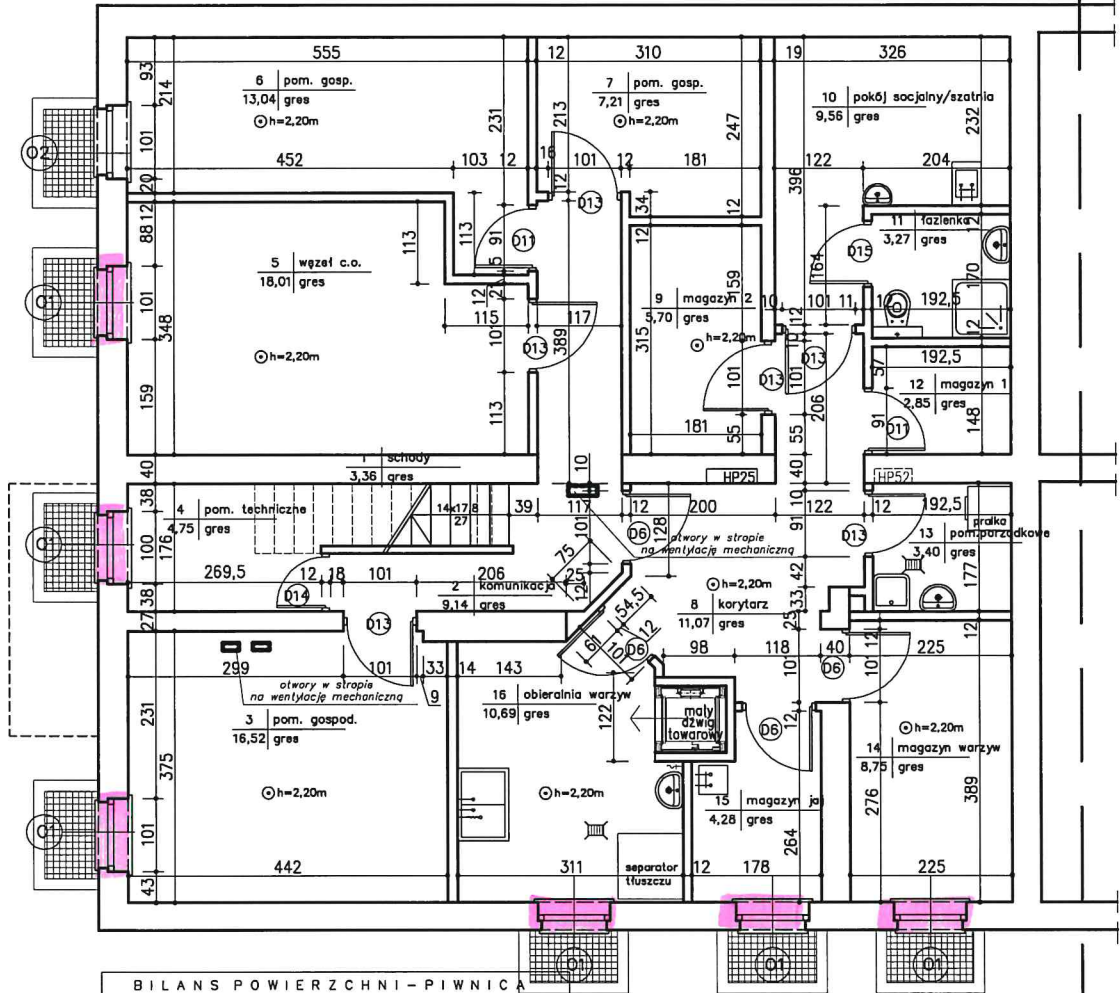 555 12 310 19 326
93
214
6 pom. gosp.
13,04 gres
h=2,20m
231
213
7 pom. gosp.
7,21 gres
h=2,20m
247
10 pokój socjalny/szatnia
9,56 gres
232
O2
101
452 103 12 16 101 12 181 122 204
20
12
D13
34
12
396
12
88
113
113
91
D11
5
12
11 łazienka
3,27 gres
12
D15
164
170
5 węzeł c.o.
18,01 gres
O1
101
348
12
21
115 117
101
D13
389
159
9 magazyn 2
5,70 gres
h=2,20m
315
10 101 11 12 192,5
12
12
10
D13
101
D13
101
206
192,5
57
12 magazyn 1
2,85 gres
h=2,20m
159
113
181
55
55
91
D11
148
1 schody
3,36 gres
40
10
HP25
40
HP52
38
4 pom. techniczne
4,75 gres
14x17,8
27
39 117 12 200 122 12 192,5
10
pralka
O1
100
176
101
D6
128
otwory w stropie
na wentylację mechaniczną
91
D13
13 pom.porządkowe
3,40 gres
75
h=2,20m
42
177
269,5 12 18 101 206 25
2 komunikacja
9,14 gres
12
38
D14
54,5
8 korytarz
11,07 gres
33
25
27
D13
61
12
10
D6
98 118 40
101
D6
101
12
225
12
299 101 33 14 143
9
otwory w stropie
na wentylację mechaniczną
231
3 pom. gospod.
16,52 gres
375
16 obieralnia warzyw
10,69 gres
122
mały
dźwig
towarowy
12
D6
h=2,20m
14 magazyn warzyw
8,75 gres
h=2,20m
h=2,20m
15 magazyn jaj
4,28 gres
276
389
O1
101
264
separator
tłuszczu
43
442 311 12 178 225
O1 O1 O1
BILANS POWIERZCHNI-PIWNICA